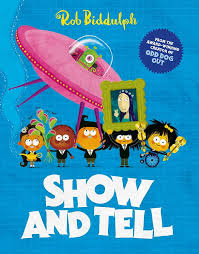 Rob Biddulph
FROM THE
AWARD-WINNING
CREATOR OF
ODD DOG
OUT
SHOW
AND TELL